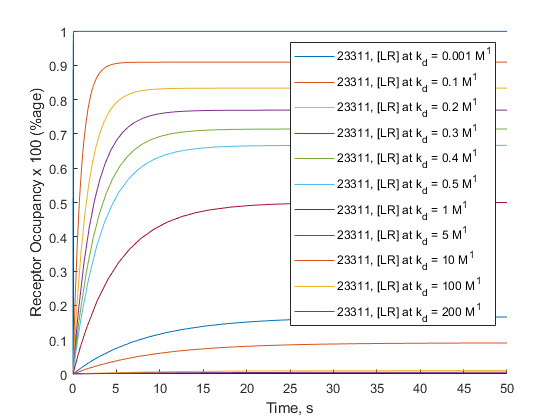 Receptor Occupancy x 100 (%age)
1
0.9
0.8
0.7
0.6
0.5
0.4
0.3
0.2
0.1
0
23311, [LR] at k_d = 0.001 M^1
23311, [LR] at k_d = 0.1 M^1
23311, [LR] at k_d = 0.2 M^1
23311, [LR] at k_d = 0.3 M^1
23311, [LR] at k_d = 0.4 M^1
23311, [LR] at k_d = 0.5 M^1
23311, [LR] at k_d = 1 M^1
23311, [LR] at k_d = 5 M^1
23311, [LR] at k_d = 10 M^1
23311, [LR] at k_d = 100 M^1
23311, [LR] at k_d = 200 M^1
0 5 10 15 20 25 30 35 40 45 50
Time, s